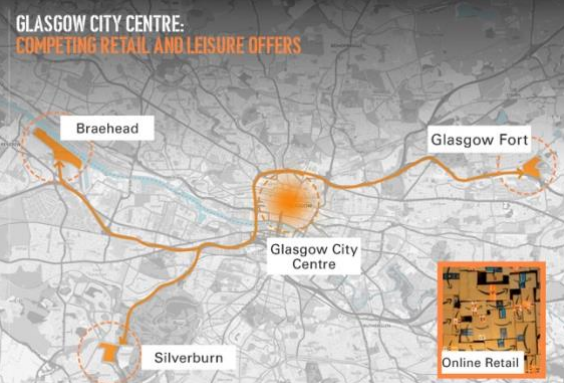 GLASGOW CITY CENTRE:
COMPETING RETAIL AND LEISURE OFFERS
Braehead
Glasgow Fort
Glasgow City
Centre
Silverburn
Online Retail